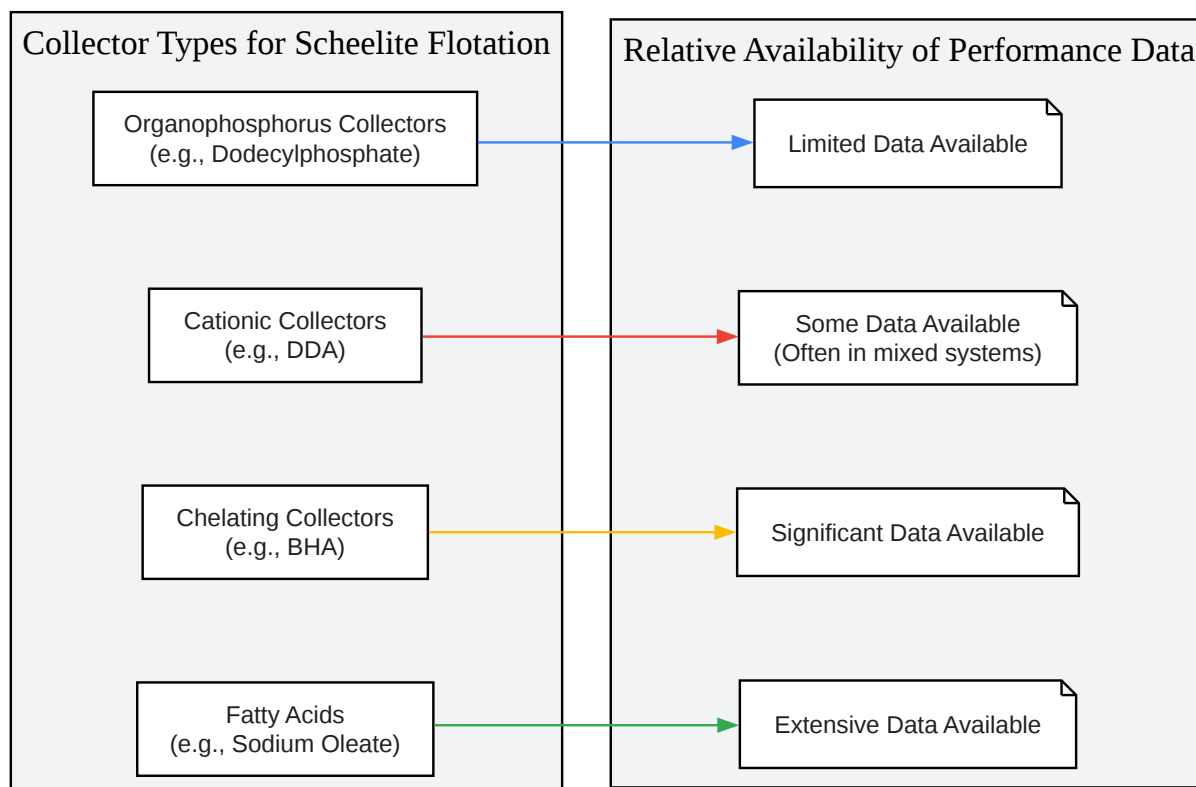 Collector Types for Scheelite Flotation
Relative Availability of Performance Data
Organophosphorus Collectors
(e.g., Dodecylphosphate)
Limited Data Available
Cationic Collectors
(e.g., DDA)
Some Data Available
(Often in mixed systems)
Chelating Collectors
(e.g., BHA)
Significant Data Available
Fatty Acids
(e.g., Sodium Oleate)
Extensive Data Available